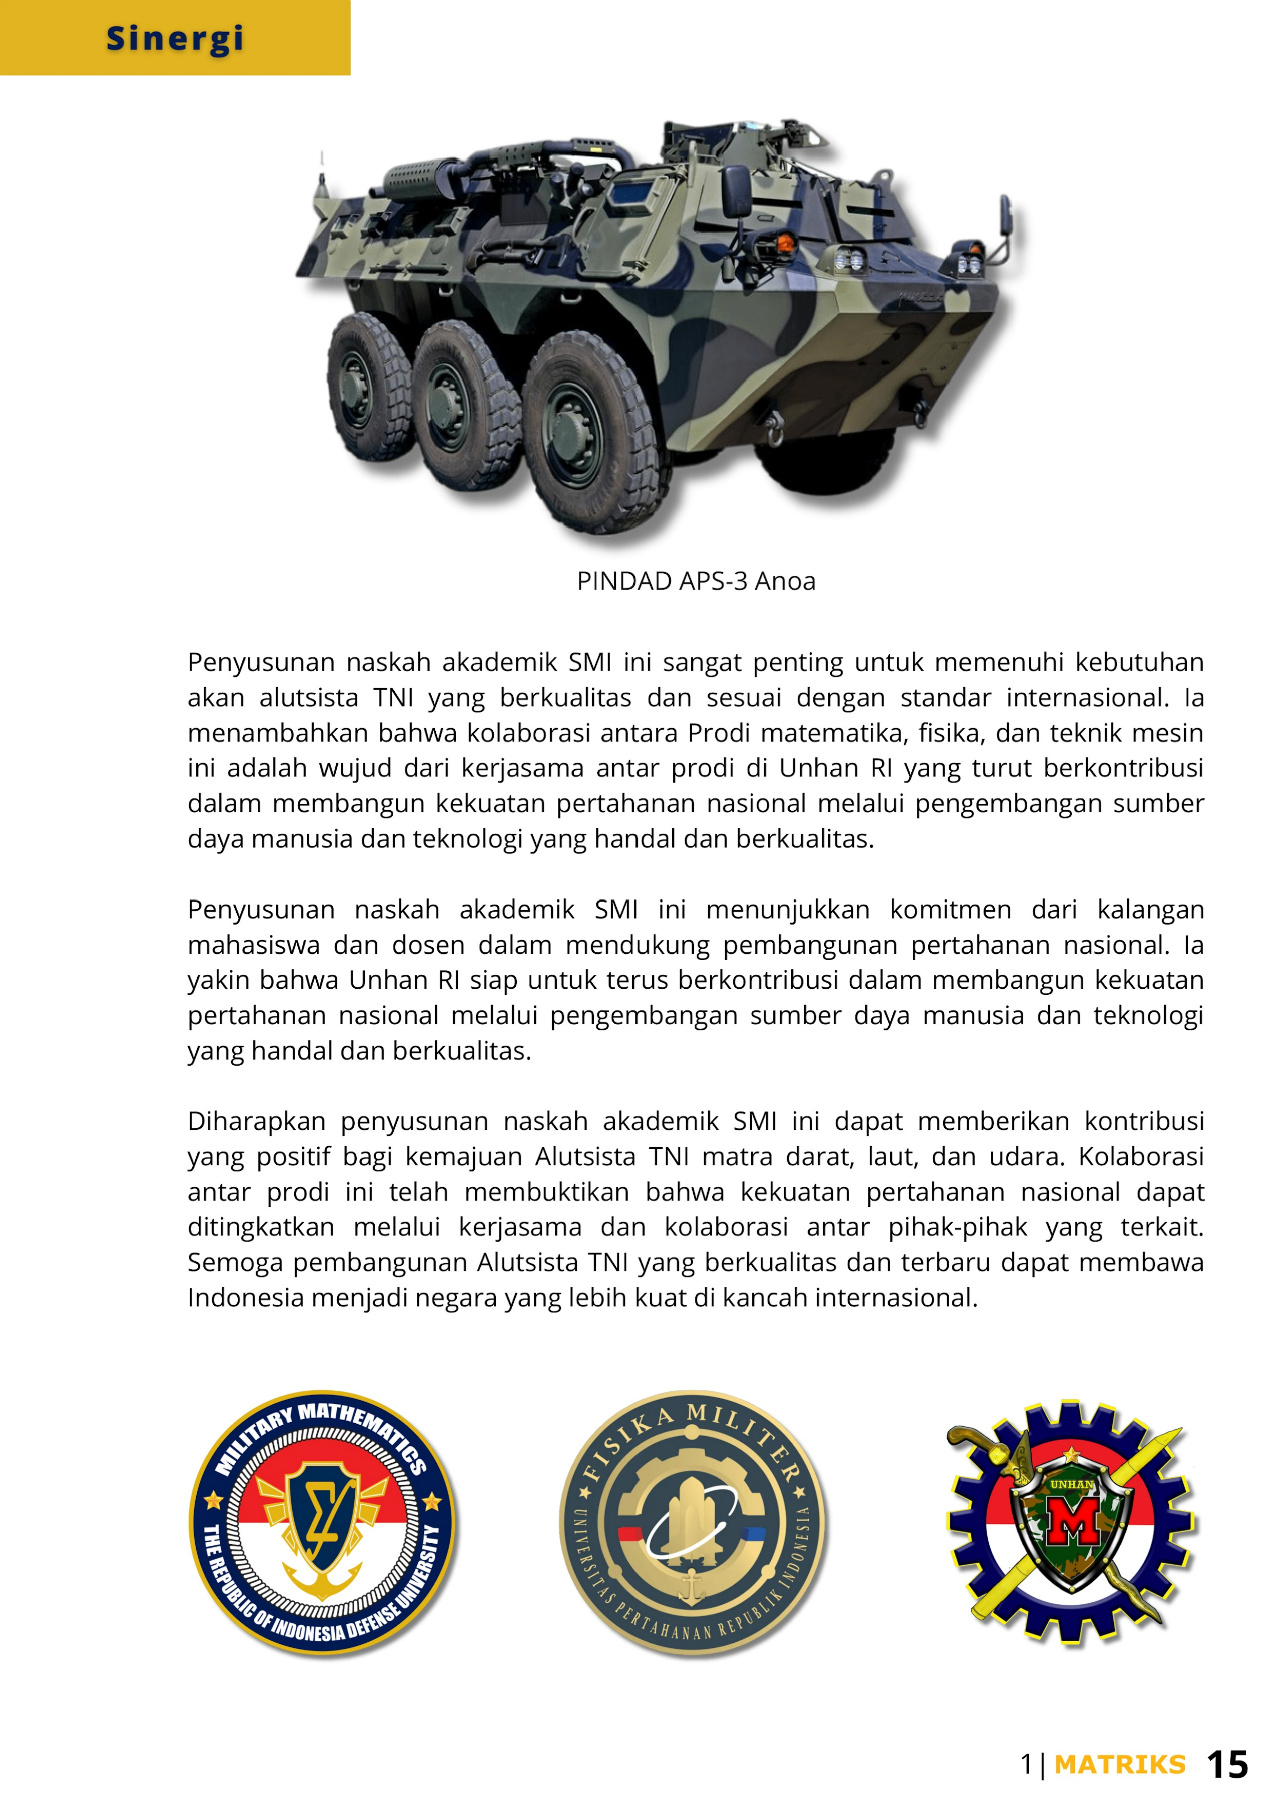 Sinergi
PINDAD APS-3 Anoa
Penyusunan naskah akademik SMI ini sangat penting untuk memenuhi kebutuhan
akan alutsista TNI yang berkualitas dan sesuai dengan standar internasional. Ia
menambahkan bahwa kolaborasi antara Prodi matematika, fisika, dan teknik mesin
ini adalah wujud dari kerjasama antar prodi di Unhan RI yang turut berkontribusi
dalam membangun kekuatan pertahanan nasional melalui pengembangan sumber
daya manusia dan teknologi yang handal dan berkualitas.
Penyusunan naskah akademik SMI ini menunjukkan komitmen dari kalangan
mahasiswa dan dosen dalam mendukung pembangunan pertahanan nasional. Ia
yakin bahwa Unhan RI siap untuk terus berkontribusi dalam membangun kekuatan
pertahanan nasional melalui pengembangan sumber daya manusia dan teknologi
yang handal dan berkualitas.
Diharapkan penyusunan naskah akademik SMI ini dapat memberikan kontribusi
yang positif bagi kemajuan Alutsista TNI matra darat, laut, dan udara. Kolaborasi
antar prodi ini telah membuktikan bahwa kekuatan pertahanan nasional dapat
ditingkatkan melalui kerjasama dan kolaborasi antar pihak-pihak yang terkait.
Semoga pembangunan Alutsista TNI yang berkualitas dan terbaru dapat membawa
Indonesia menjadi negara yang lebih kuat di kancah internasional.
MILITARY MATHEMATICS
THE REPUBLIC OF INDONESIA DEFENSE UNIVERSITY
FISIKA MILITER
UNIVERSITAS PERTAHANAN REPUBLIK INDONESIA
UNHAN
M
1| MATRIKS 15